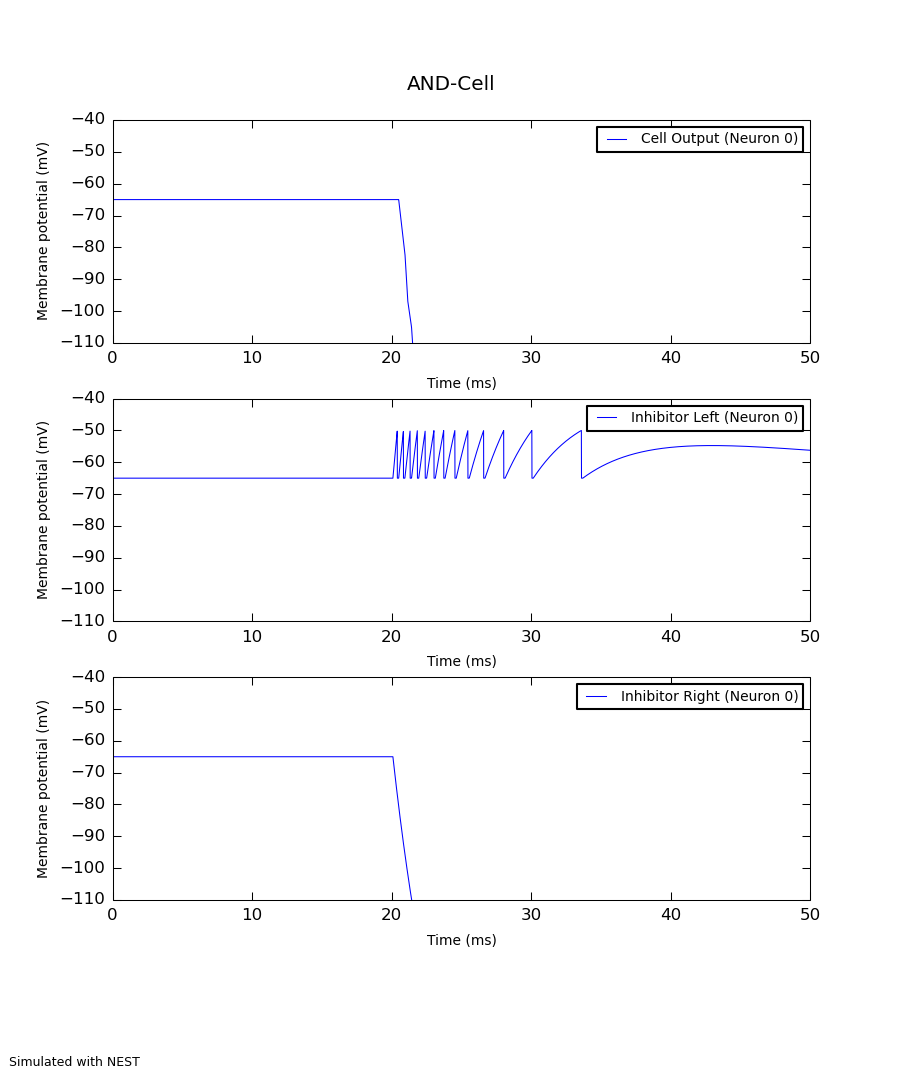 AND-Cell
−40
−50
−60
−70
−80
−90
−100
−110
Membrane potential (mV)
Cell Output (Neuron 0)
0 10 20 30 40 50
Time (ms)
−40
−50
−60
−70
−80
−90
−100
−110
Membrane potential (mV)
Inhibitor Left (Neuron 0)
0 10 20 30 40 50
Time (ms)
−40
−50
−60
−70
−80
−90
−100
−110
Membrane potential (mV)
Inhibitor Right (Neuron 0)
0 10 20 30 40 50
Time (ms)
Simulated with NEST